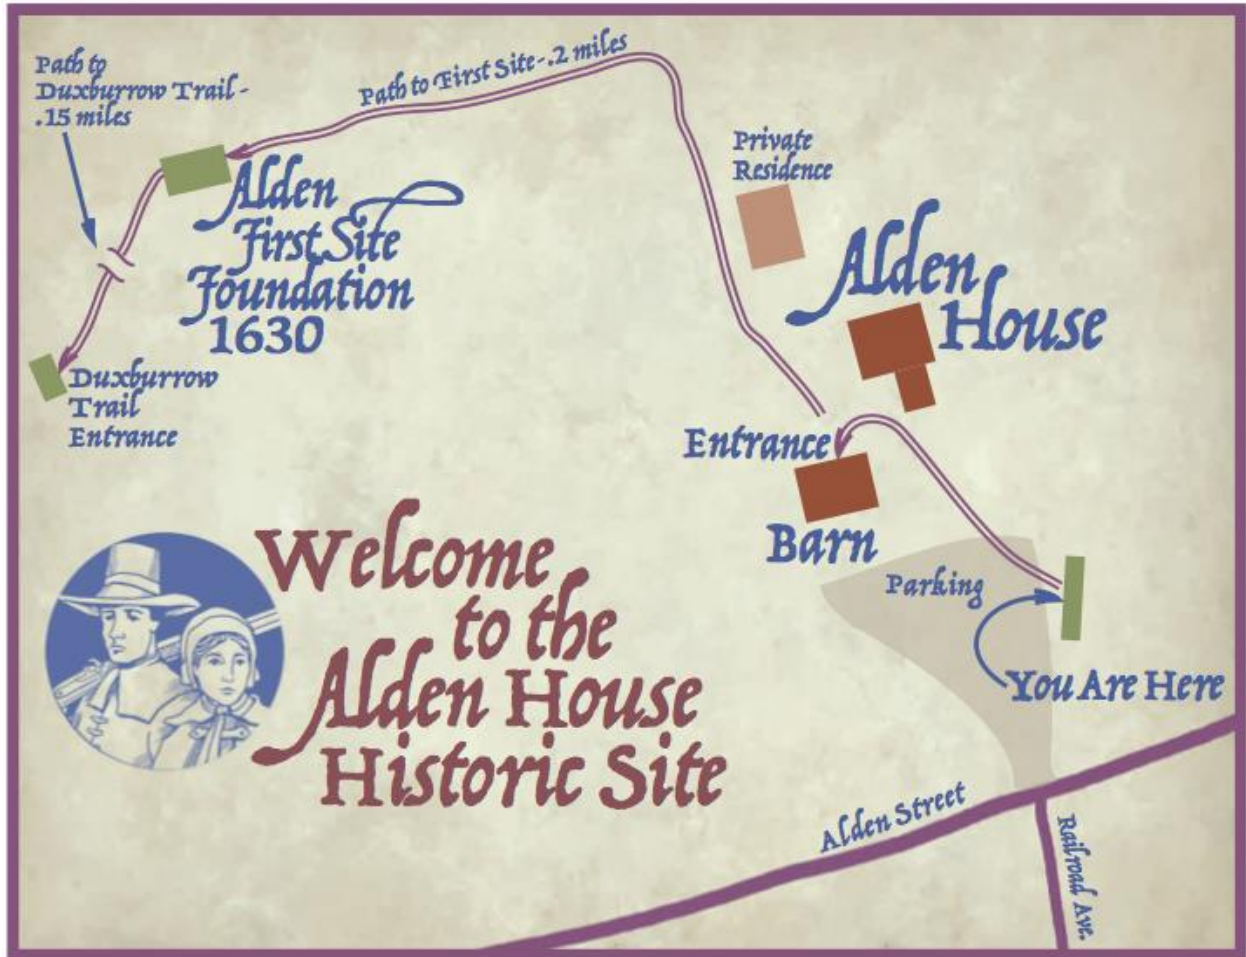 Path to
Duxburrow Trail -
.15 miles
Path to First Site - .2 miles
Private
Residence
Alden
First Site
Foundation
1630
Alden
House
Duxburrow
Trail
Entrance
Entrance
Barn
Parking
You Are Here
Welcome
to the
Alden House
Historic Site
Alden Street
Railroad Ave.